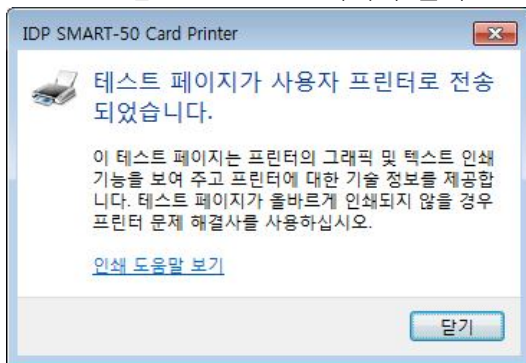 IDP SMART-50 Card Printer
테스트 페이지가 사용자 프린터로 전송
되었습니다.
이 테스트 페이지는 프린터의 그래픽 및 텍스트 인쇄
기능을 보여 주고 프린터에 대한 기술 정보를 제공합
니다. 테스트 페이지가 올바르게 인쇄되지 않을 경우
프린터 문제 해결사를 사용하십시오.
인쇄 도움말 보기
닫기